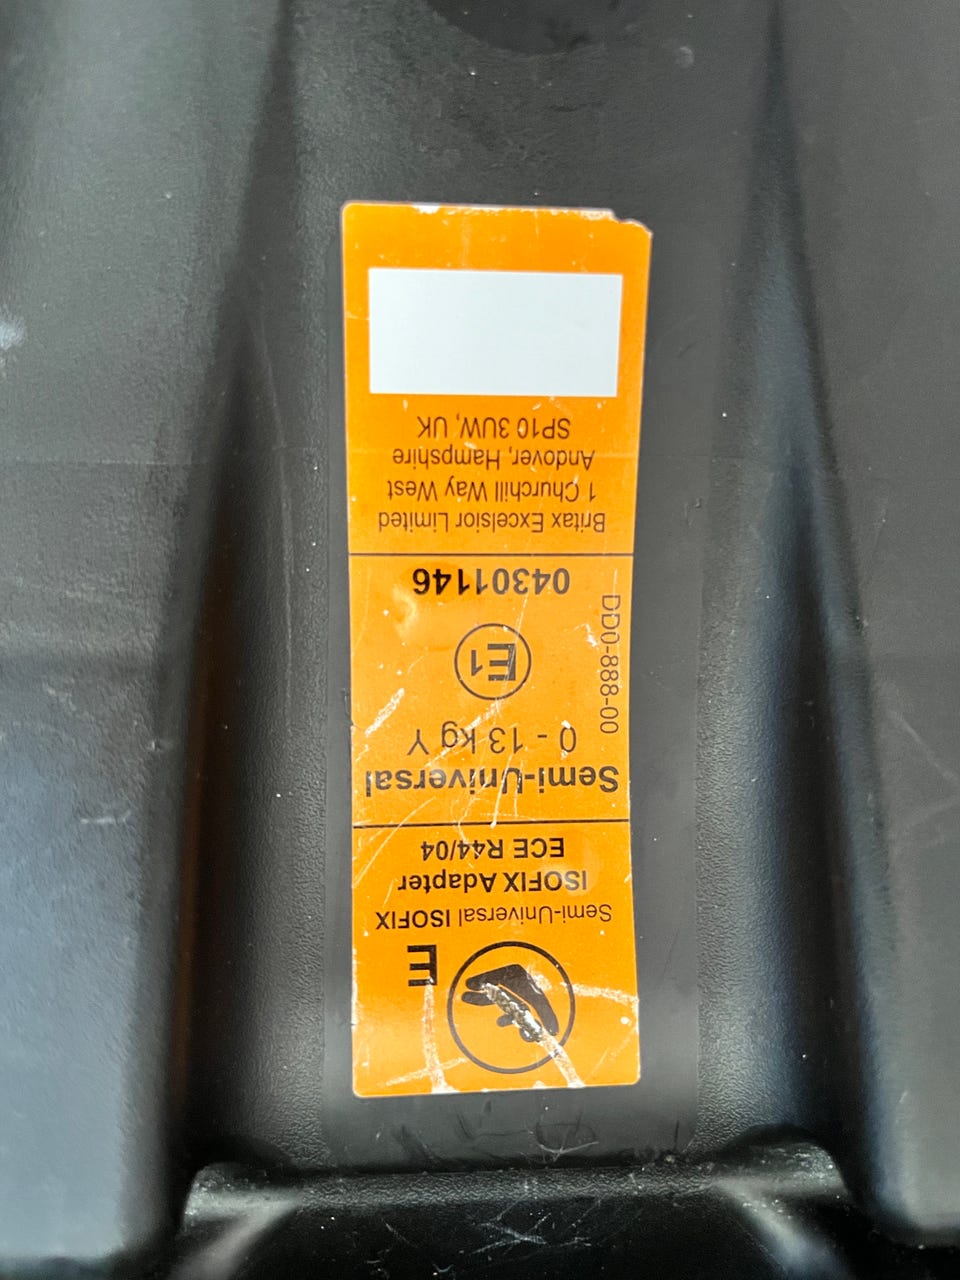 E
Semi-Universal ISOFIX
ISOFIX Adapter
ECE R44/04
Semi-Universal
0 - 13 kg Y
E1
04301146
DD0-888-00
Britax Excelsior Limited
1 Churchill Way West
Andover, Hampshire
SP10 3UW, UK